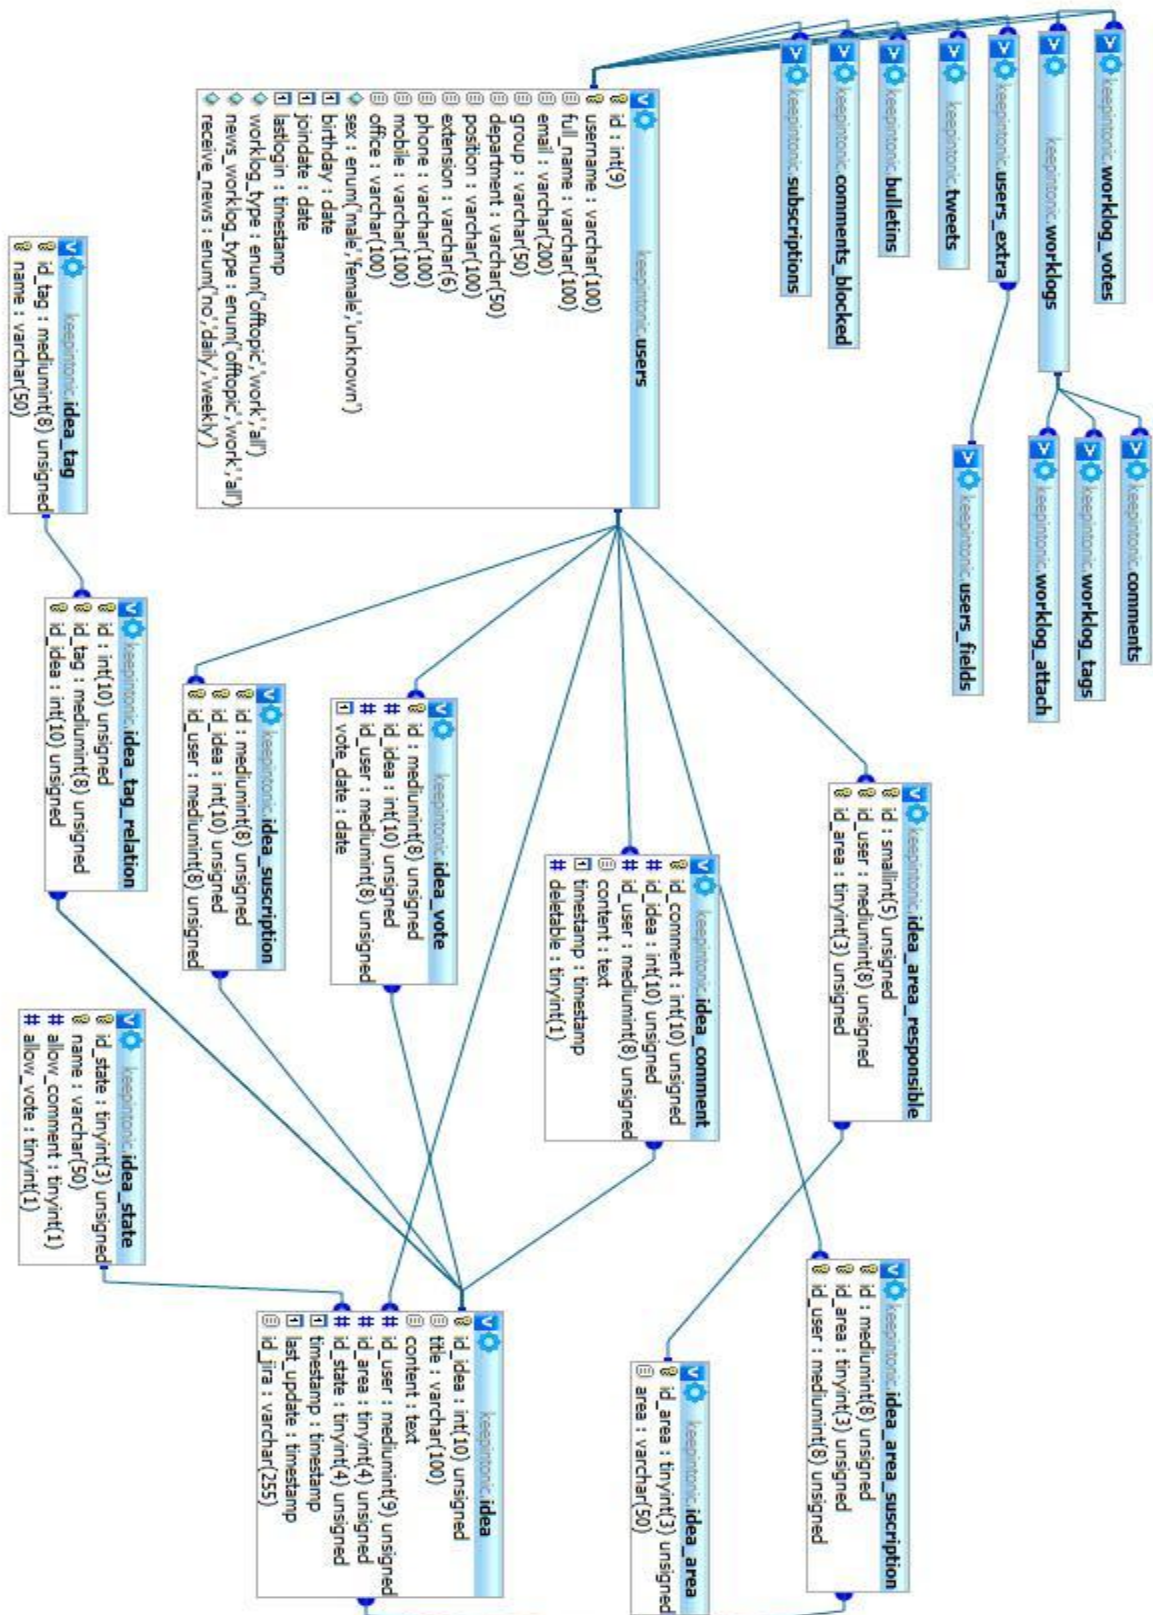 keepintonic.worklog_votes
keepintonic.worklogs
keepintonic.users_extra
keepintonic.tweets
keepintonic.bulletins
keepintonic.comments_blocked
keepintonic.subscriptions
keepintonic.comments
keepintonic.worklog_tags
keepintonic.worklog_attach
keepintonic.users_fields
keepintonic.users
id : int(9)
username : varchar(100)
full_name : varchar(100)
email : varchar(200)
group : varchar(50)
department : varchar(50)
position : varchar(100)
extension : varchar(6)
phone : varchar(100)
mobile : varchar(100)
office : varchar(100)
sex : enum('male','female','unknown')
birthday : date
joindate : date
lastlogin : timestamp
worklog_type : enum('offtopic','work','all')
news_worklog_type : enum('offtopic','work','all')
receive_news : enum('no','daily','weekly')
keepintonic.idea_tag
id_tag : mediumint(8) unsigned
name : varchar(50)
keepintonic.idea_area_responsible
id : smallint(5) unsigned
id_user : mediumint(8) unsigned
id_area : tinyint(3) unsigned
keepintonic.idea_comment
id_comment : int(10) unsigned
id_idea : int(10) unsigned
id_user : mediumint(8) unsigned
content : text
timestamp : timestamp
deletable : tinyint(1)
keepintonic.idea_vote
id : mediumint(8) unsigned
id_idea : int(10) unsigned
id_user : mediumint(8) unsigned
vote_date : date
keepintonic.idea_suscription
id : mediumint(8) unsigned
id_idea : int(10) unsigned
id_user : mediumint(8) unsigned
keepintonic.idea_tag_relation
id : int(10) unsigned
id_tag : mediumint(8) unsigned
id_idea : int(10) unsigned
keepintonic.idea_area_suscription
id : mediumint(8) unsigned
id_area : tinyint(3) unsigned
id_user : mediumint(8) unsigned
keepintonic.idea_area
id_area : tinyint(3) unsigned
area : varchar(50)
keepintonic.idea
id_idea : int(10) unsigned
title : varchar(100)
content : text
id_user : mediumint(9) unsigned
id_area : tinyint(4) unsigned
id_state : tinyint(4) unsigned
timestamp : timestamp
last_update : timestamp
id_jira : varchar(255)
keepintonic.idea_state
id_state : tinyint(3) unsigned
name : varchar(50)
allow_comment : tinyint(1)
allow_vote : tinyint(1)